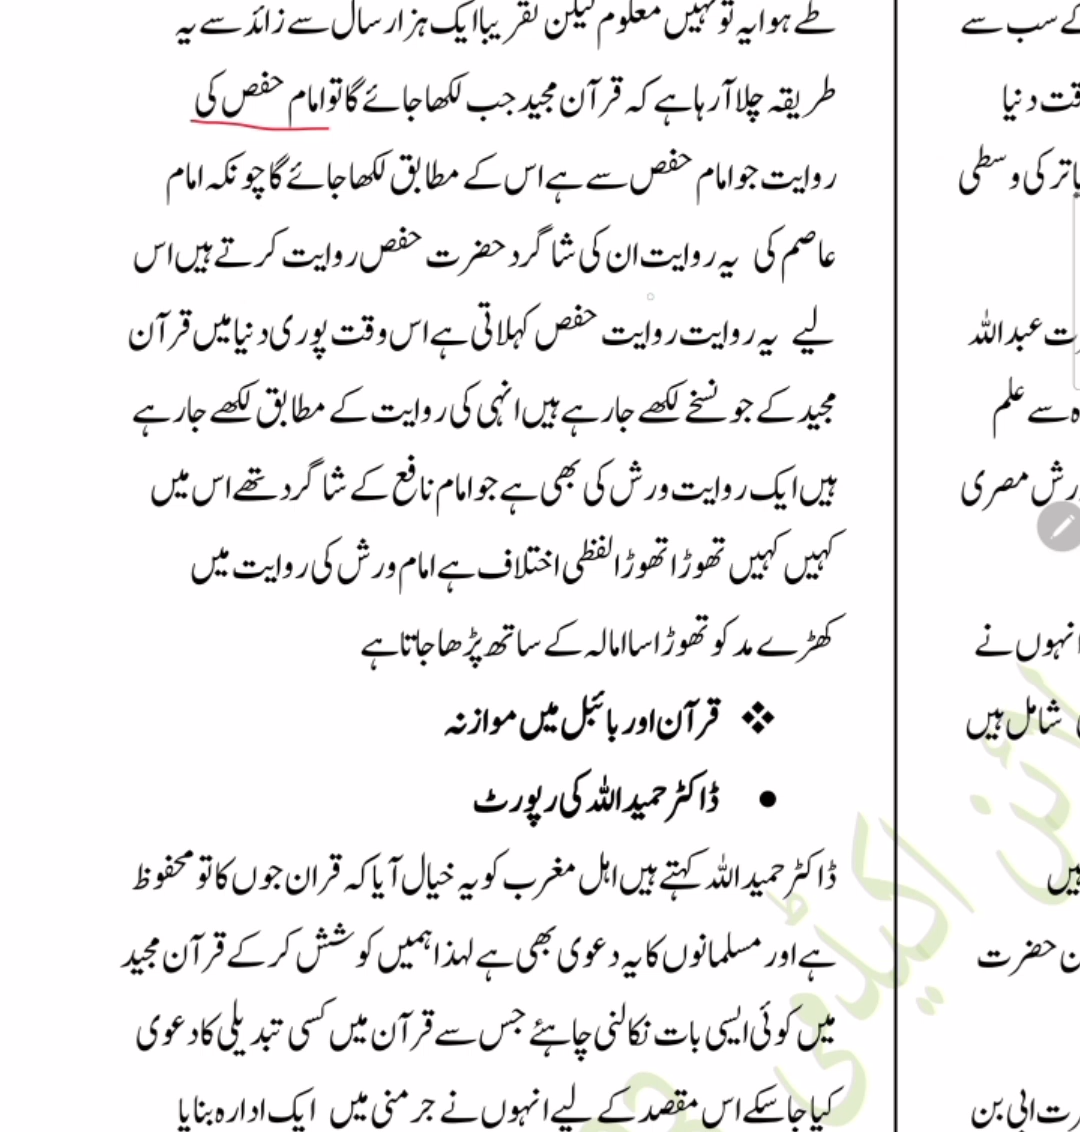 طے ہوا یہ تو نہیں معلوم لیکن تقریباً ایک ہزار سال سے زائد سے یہ
طریقہ چلا آ رہا ہے کہ قرآن مجید جب لکھا جائے گا تو امام حفص کی
روایت جو امام حفص سے ہے اس کے مطابق لکھا جائے گا چونکہ امام
عاصم کی یہ روایت ان کی شاگرد حضرت حفص روایت کرتے ہیں اس
لیے یہ روایت روایت حفص کہلاتی ہے اس وقت پوری دنیا میں قرآن
مجید کے جو نسخے لکھے جا رہے ہیں انہی کی روایت کے مطابق لکھے جا رہے
ہیں ایک روایت ورش کی بھی ہے جو امام نافع کے شاگرد تھے اس میں
کہیں کہیں تھوڑا تھوڑا لفظی اختلاف ہے امام ورش کی روایت میں
کھڑے مد کو تھوڑا سا امالہ کے ساتھ پڑھا جاتا ہے
❖ قرآن اور بائبل میں موازنہ
• ڈاکٹر حمید اللہ کی رپورٹ
ڈاکٹر حمید اللہ کہتے ہیں اہل مغرب کو یہ خیال آیا کہ قران جوں کا تو محفوظ
ہے اور مسلمانوں کا یہ دعوی بھی ہے لہذا ہمیں کوشش کر کے قرآن مجید
میں کوئی ایسی بات نکالنی چاہئے جس سے قرآن میں کسی تبدیلی کا دعوی
کیا جا سکے اس مقصد کے لیے انہوں نے جرمنی میں ایک ادارہ بنایا
کے سب سے
دنیا
کی وسطی
عبداللہ
سے علم
ورش مصری
انہوں نے
شامل ہیں
ہیں
حضرت
ابی بن
آئن اکیڈمی